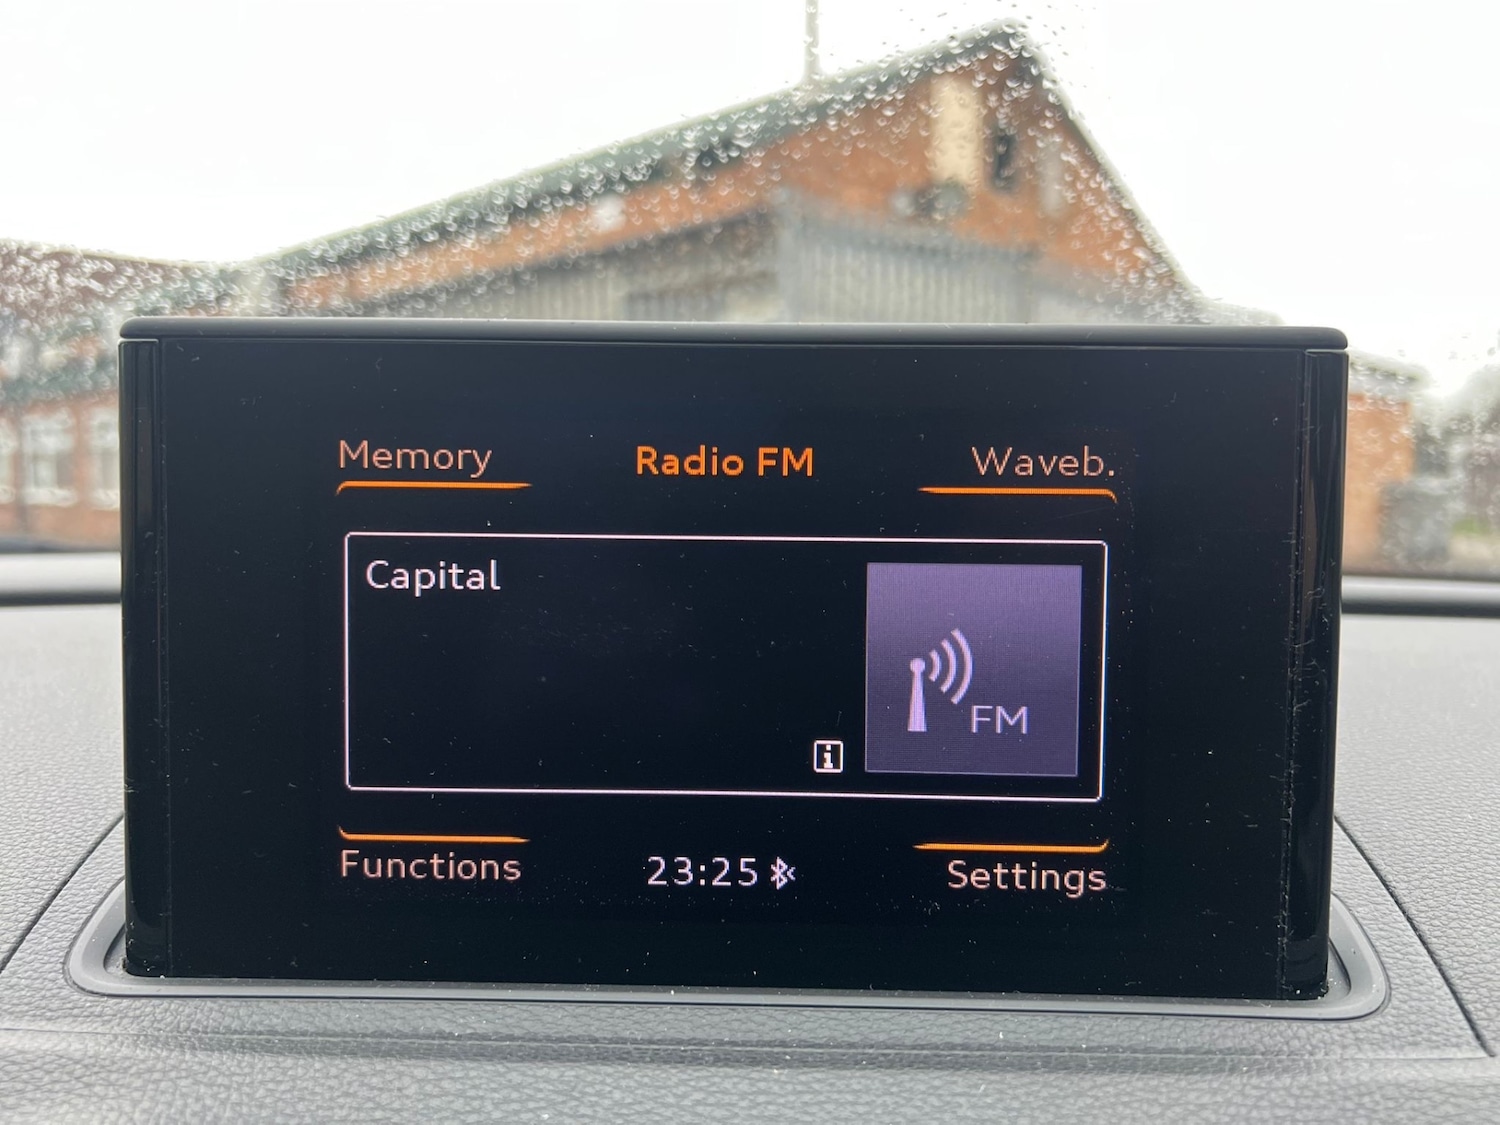 Memory
Radio FM
Waveb.
Capital
FM
i
Functions
23:25
Settings